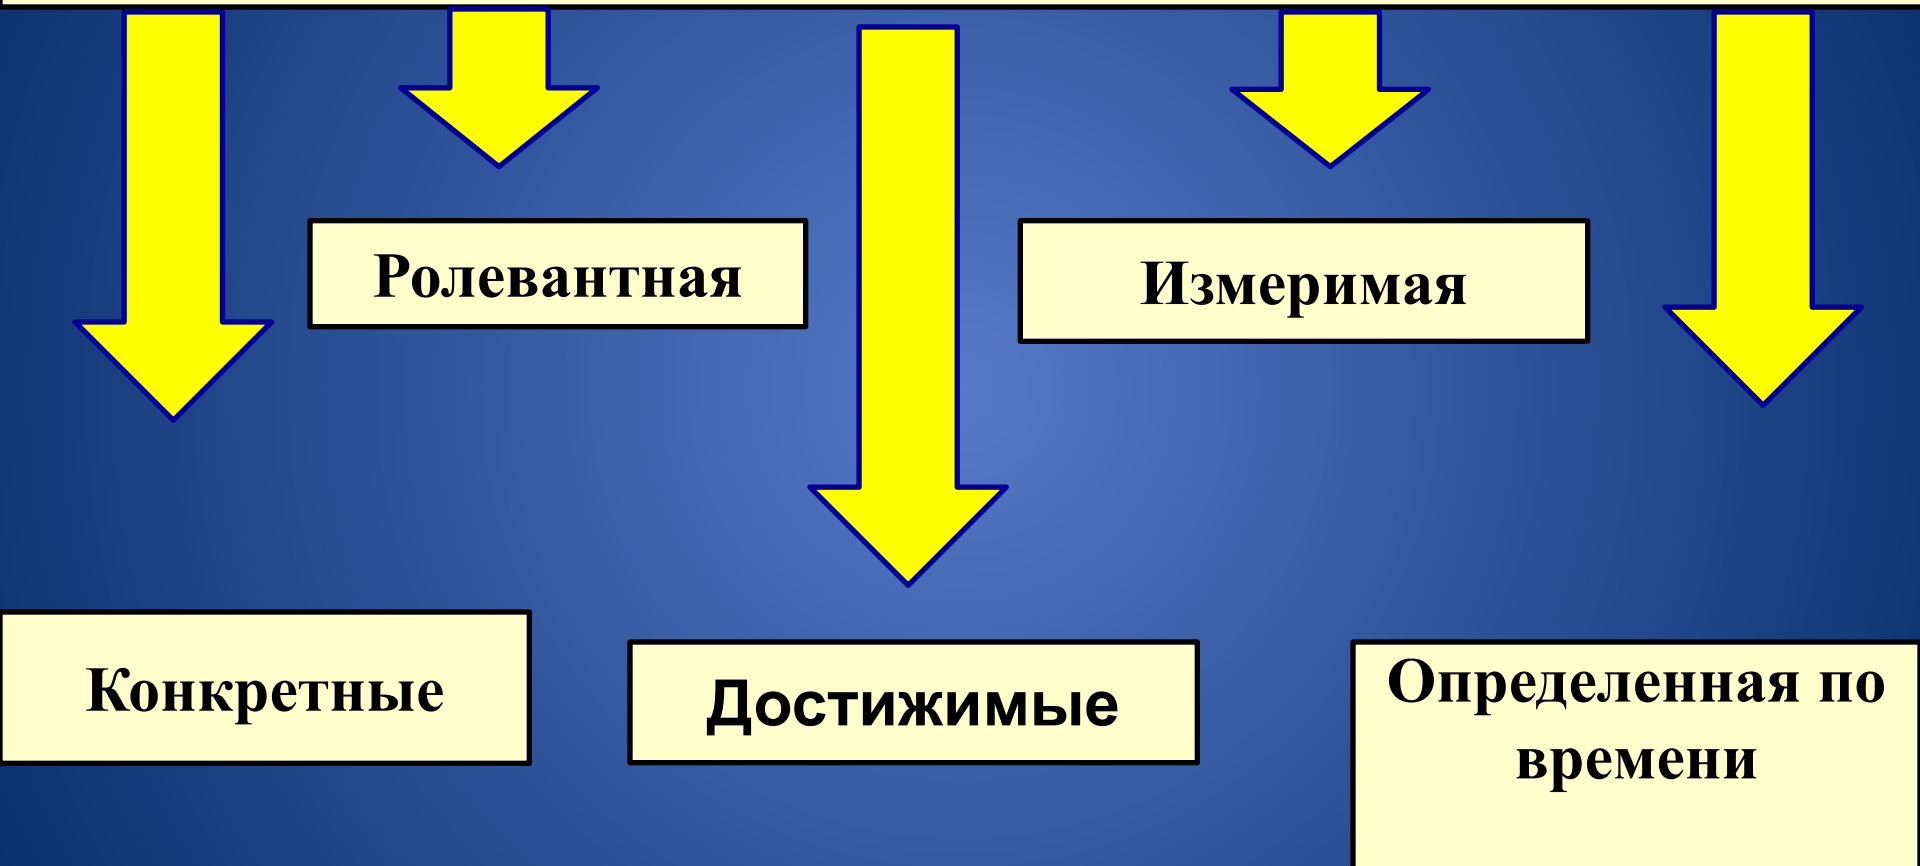 Ролевантная
Измеримая
Конкретные
Достижимые
Определенная по
времени